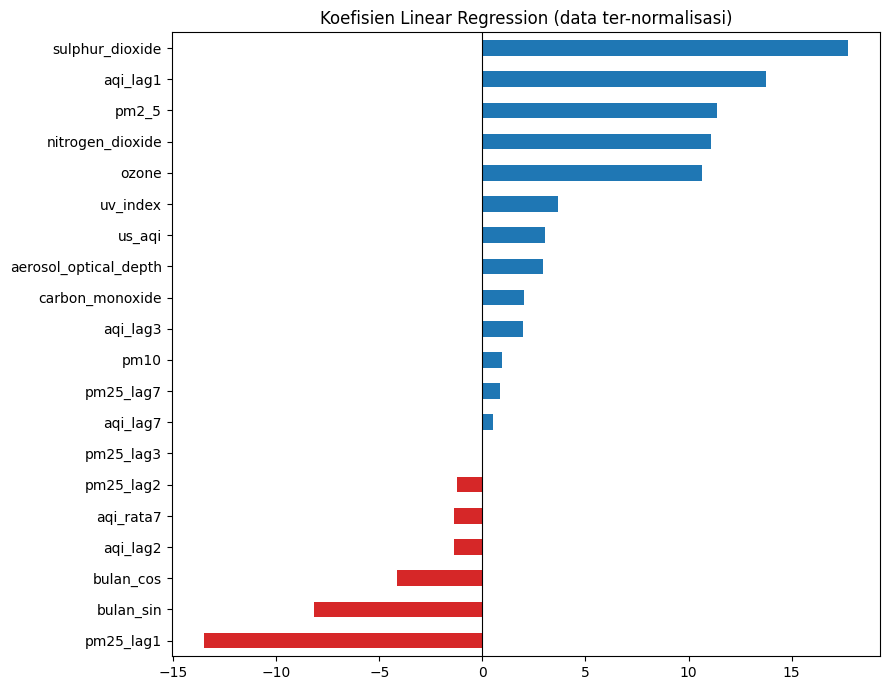 Koefisien Linear Regression (data ter-normalisasi)
sulphur_dioxide
aqi_lag1
pm2_5
nitrogen_dioxide
ozone
uv_index
us_aqi
aerosol_optical_depth
carbon_monoxide
aqi_lag3
pm10
pm25_lag7
aqi_lag7
pm25_lag3
pm25_lag2
aqi_rata7
aqi_lag2
bulan_cos
bulan_sin
pm25_lag1
−15 −10 −5 0 5 10 15